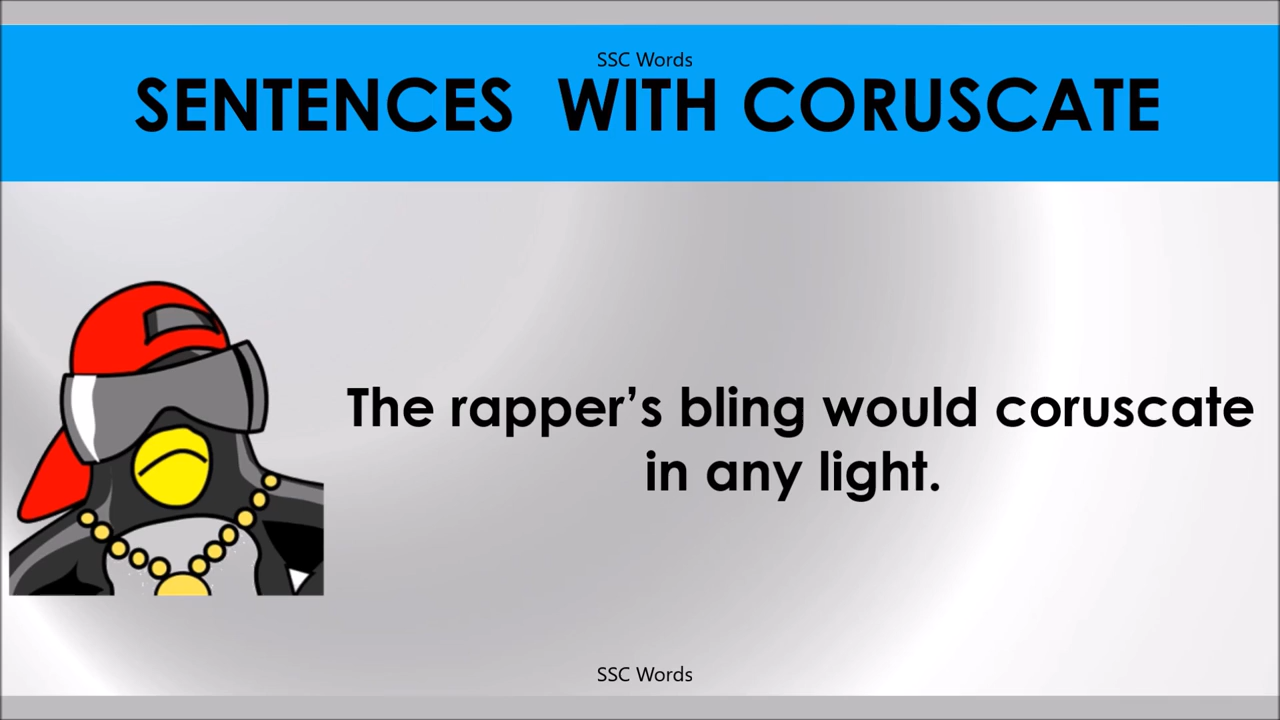 SSC Words
SENTENCES WITH CORUSCATE
The rapper’s bling would coruscate
in any light.
SSC Words